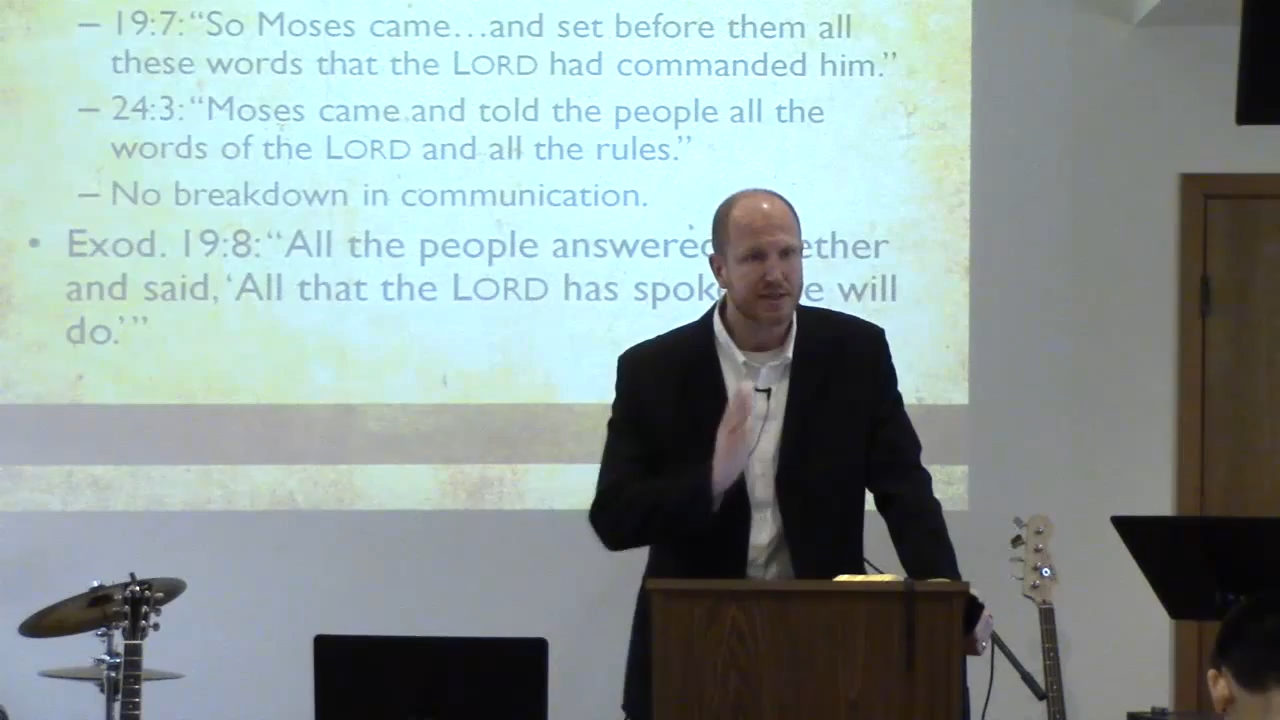 – 19:7: “So Moses came…and set before them all
these words that the LORD had commanded him.”
– 24:3: “Moses came and told the people all the
words of the LORD and all the rules.”
– No breakdown in communication.
• Exod. 19:8: “All the people answered
and said, ‘All that the LORD has will
do.’”